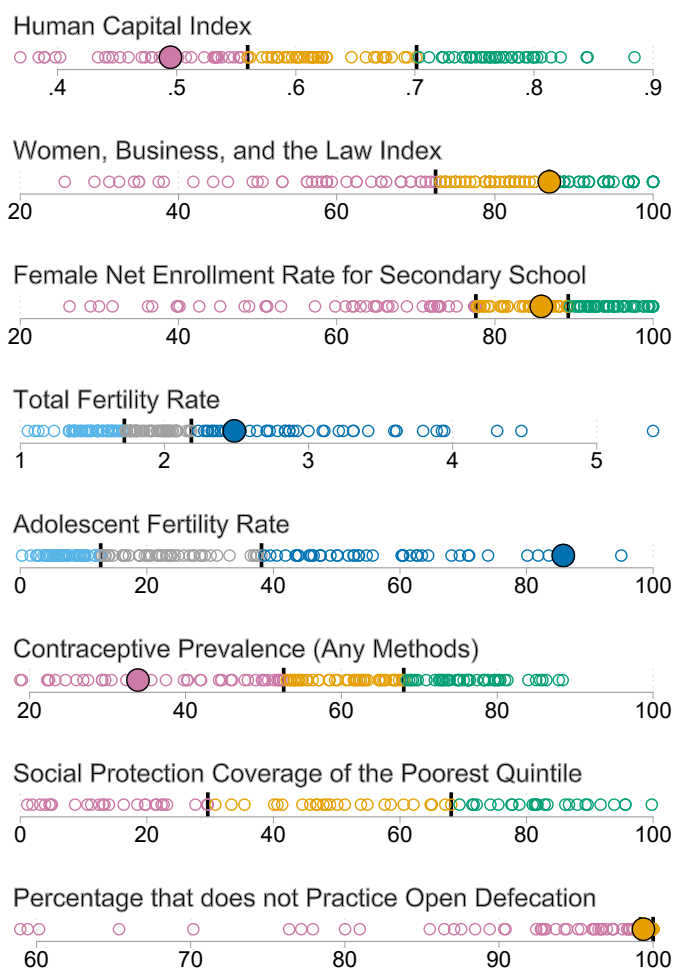 Human Capital Index
.4 .5 .6 .7 .8 .9
Women, Business, and the Law Index
20 40 60 80 100
Female Net Enrollment Rate for Secondary School
20 40 60 80 100
Total Fertility Rate
1 2 3 4 5
Adolescent Fertility Rate
0 20 40 60 80 100
Contraceptive Prevalence (Any Methods)
20 40 60 80 100
Social Protection Coverage of the Poorest Quintile
0 20 40 60 80 100
Percentage that does not Practice Open Defecation
60 70 80 90 100